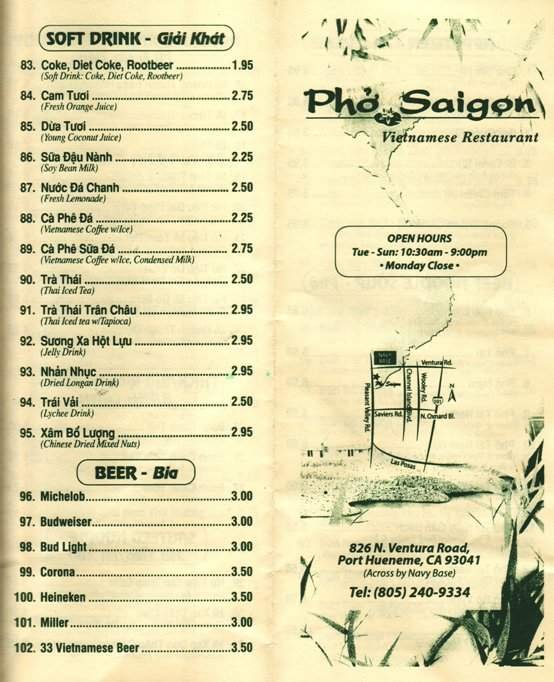 SOFT DRINK - Giải Khát
83. Coke, Diet Coke, Rootbeer ..................1.95
(Soft Drink: Coke, Diet Coke, Rootbeer)
84. Cam Tươi ..............................................2.75
(Fresh Orange Juice)
85. Dừa Tươi ..............................................2.50
(Young Coconut Juice)
86. Sữa Đậu Nành .....................................2.25
(Soy Bean Milk)
87. Nước Đá Chanh ...................................2.50
(Fresh Lemonade)
88. Cà Phê Đá ............................................2.25
(Vietnamese Coffee w/Ice)
89. Cà Phê Sữa Đá .....................................2.75
(Vietnamese Coffee w/Ice, Condensed Milk)
90. Trà Thái ................................................2.50
(Thai Iced Tea)
91. Trà Thái Trân Châu ..............................2.95
(Thai Iced tea w/Tapioca)
92. Sương Xa Hột Lựu ...............................2.95
(Jelly Drink)
93. Nhản Nhục ...........................................2.95
(Dried Longan Drink)
94. Trái Vải .................................................2.50
(Lychee Drink)
95. Xâm Bổ Lượng .....................................2.95
(Chinese Dried Mixed Nuts)
BEER - Bia
96. Michelob...............................................3.00
97. Budweiser.............................................3.00
98. Bud Light..............................................3.00
99. Corona..................................................3.50
100. Heineken .............................................3.50
101. Miller...................................................3.00
102. 33 Vietnamese Beer ...........................3.50
Phở Saigon
Vietnamese Restaurant
OPEN HOURS
Tue - Sun: 10:30am - 9:00pm
• Monday Close •
NAVY
BASE
Ventura Rd.
Pho Saigon
Pleasant Valley Rd.
Channel Island Blvd.
Wooley Rd.
101
N
Saviers Rd.
N. Oxnard Bl.
Las Posas
826 N. Ventura Road,
Port Hueneme, CA 93041
(Across by Navy Base)
Tel: (805) 240-9334